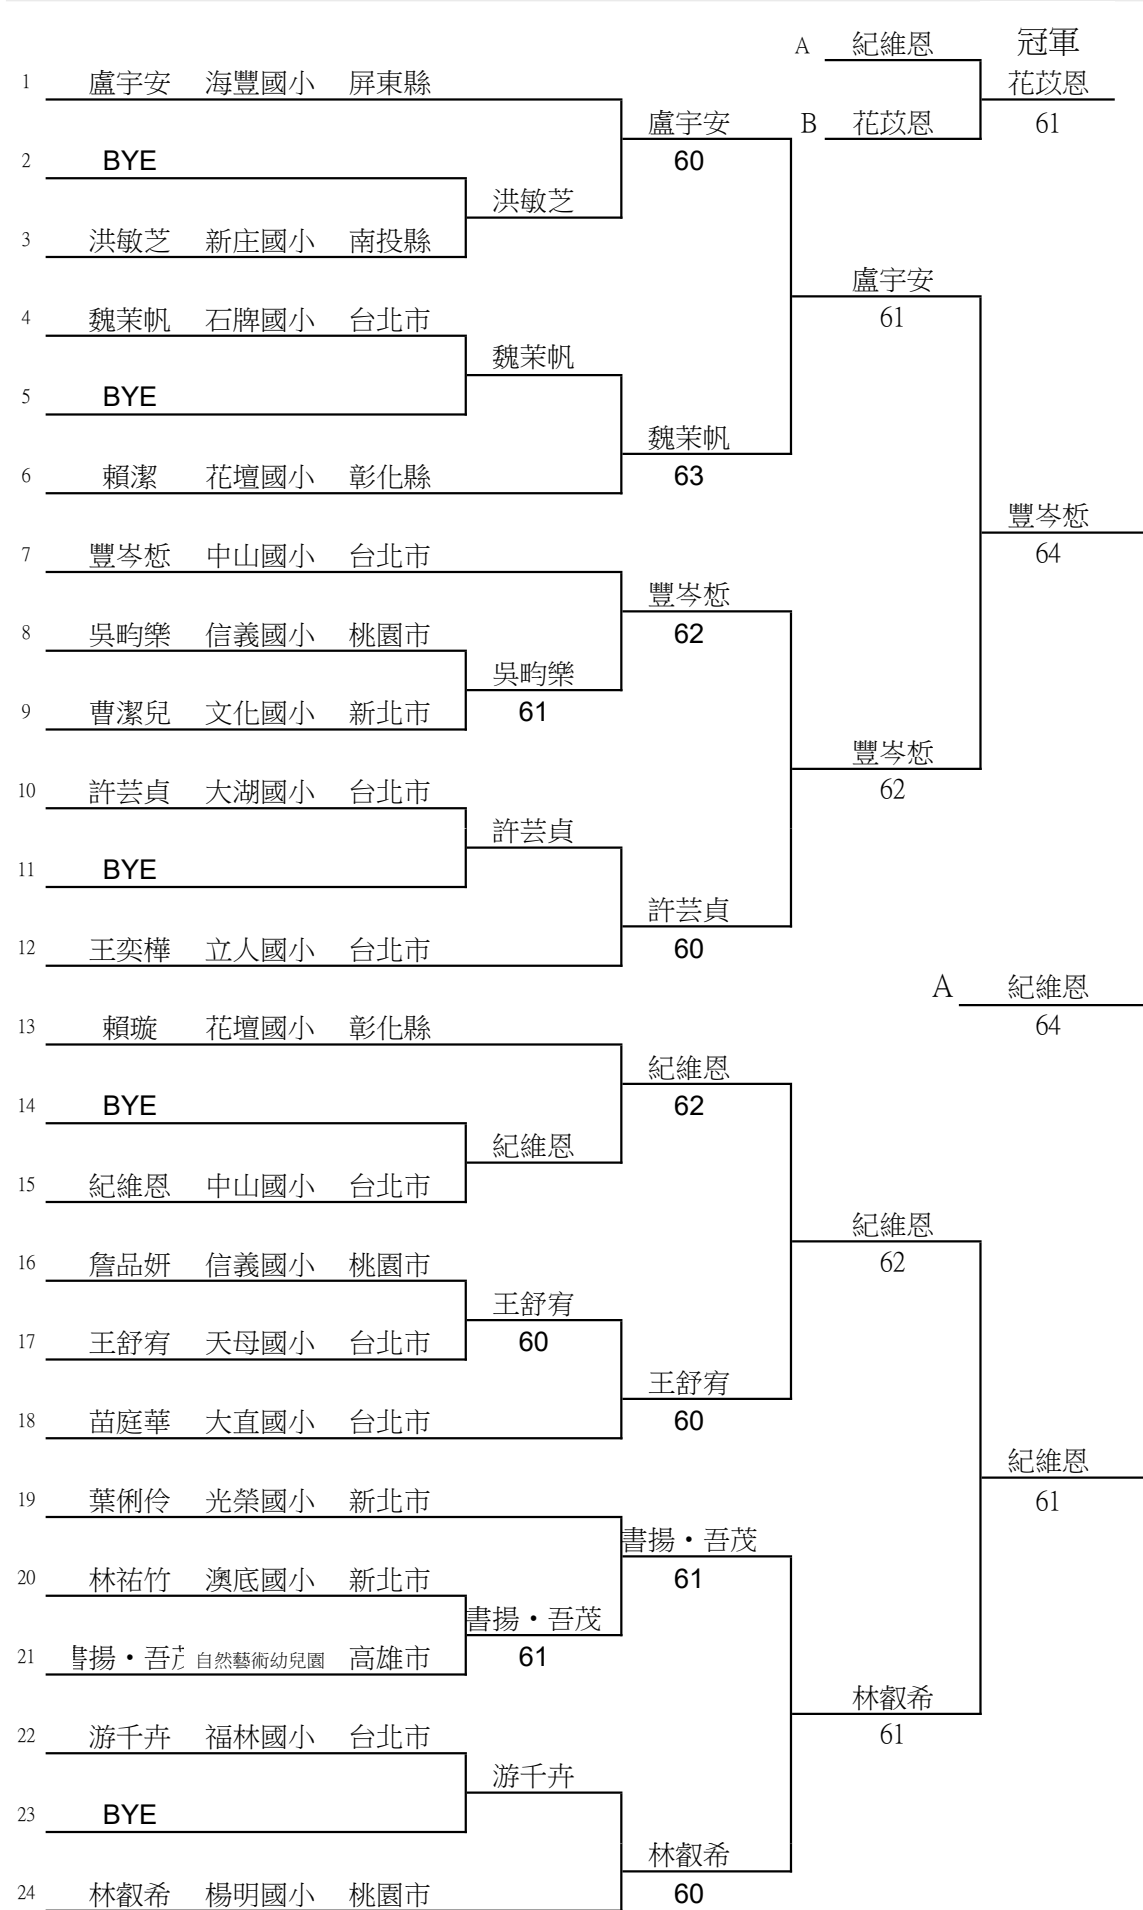 A 紀維恩 冠軍
1 盧宇安 海豐國小 屏東縣 花苡恩
盧宇安 B 花苡恩 61
2 BYE 60
洪敏芝
3 洪敏芝 新庄國小 南投縣
盧宇安
4 魏茉帆 石牌國小 台北市 61
魏茉帆
5 BYE
魏茉帆
6 賴潔 花壇國小 彰化縣 63
豐岑惁
7 豐岑惁 中山國小 台北市 64
豐岑惁
8 吳畇樂 信義國小 桃園市 62
吳畇樂
9 曹潔兒 文化國小 新北市 61
豐岑惁
10 許芸貞 大湖國小 台北市 62
許芸貞
11 BYE
許芸貞
12 王奕樺 立人國小 台北市 60
A 紀維恩
13 賴璇 花壇國小 彰化縣 64
紀維恩
14 BYE 62
紀維恩
15 紀維恩 中山國小 台北市
紀維恩
16 詹品妍 信義國小 桃園市 62
王舒宥
17 王舒宥 天母國小 台北市 60
王舒宥
18 苗庭華 大直國小 台北市 60
紀維恩
19 葉俐伶 光榮國小 新北市 61
書揚・吾茂
20 林祐竹 澳底國小 新北市 61
書揚・吾茂
21 書揚・吾茂 自然藝術幼兒園 高雄市 61
林叡希
22 游千卉 福林國小 台北市 61
游千卉
23 BYE
林叡希
24 林叡希 楊明國小 桃園市 60